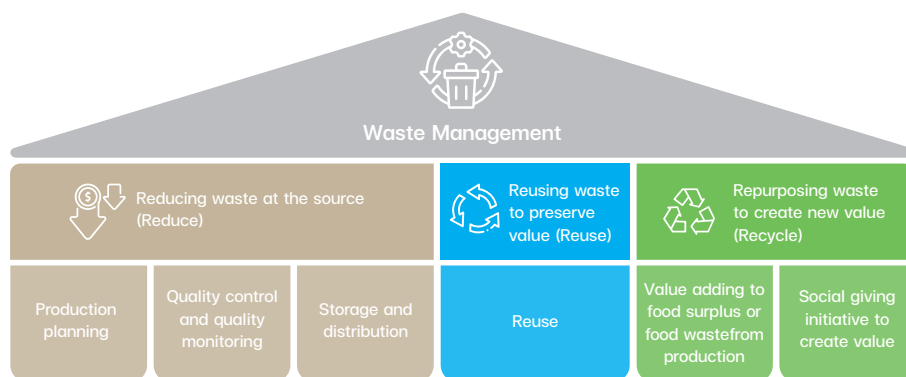 Waste Management
Reducing waste at the source
(Reduce)
Reusing waste
to preserve
value (Reuse)
Repurposing waste
to create new value
(Recycle)
Production
planning
Quality control
and quality
monitoring
Storage and
distribution
Reuse
Value adding to
food surplus or
food wastefrom
production
Social giving
initiative to
create value